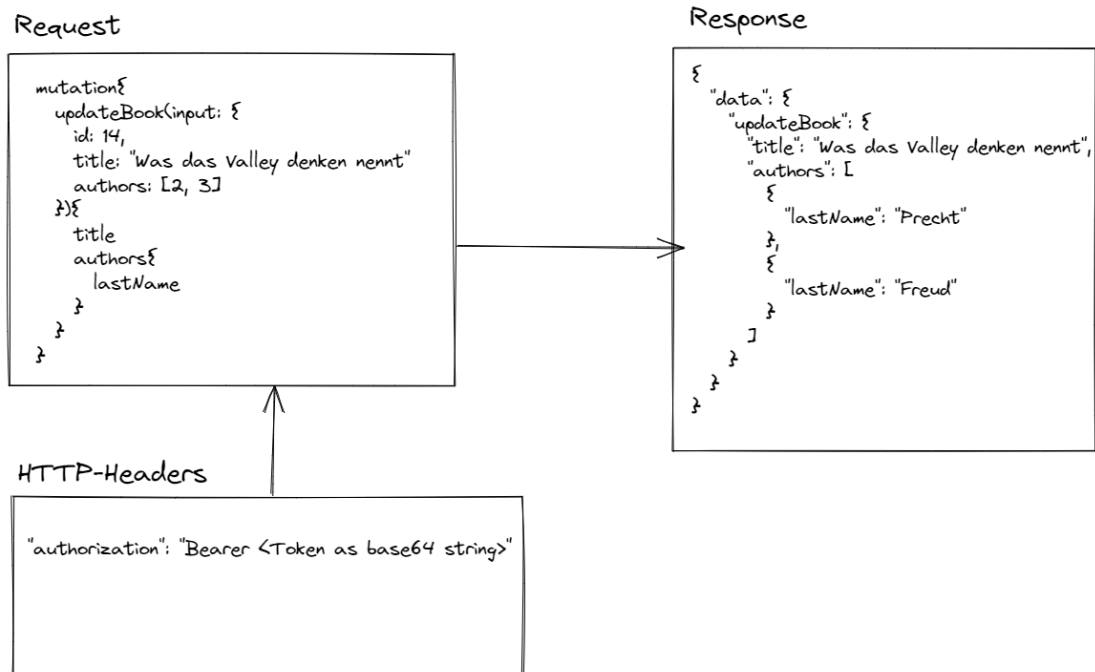 Request
mutation{
updateBook(input: {
id: 14,
title: "Was das Valley denken nennt"
authors: [2, 3]
}){
title
authors{
lastName
}
}
}
HTTP-Headers
"authorization": "Bearer <Token as base64 string>"
Response
{
"data": {
"updateBook": {
"title": "Was das Valley denken nennt",
"authors": [
{
"lastName": "Precht"
},
{
"lastName": "Freud"
}
]
}
}
}